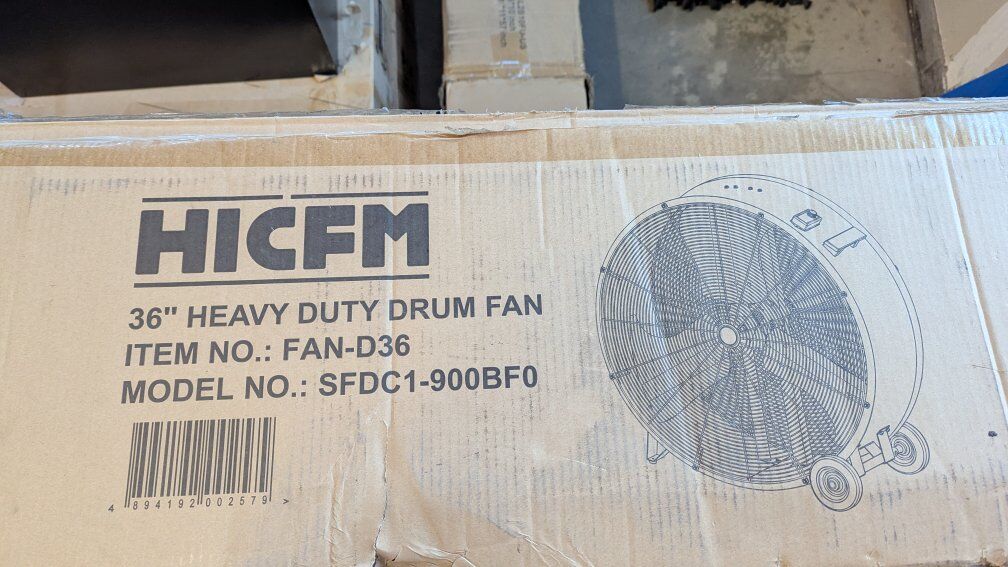 HICFM
36" HEAVY DUTY DRUM FAN
ITEM NO.: FAN-D36
MODEL NO.: SFDC1-900BF0
4 894192 002579 >